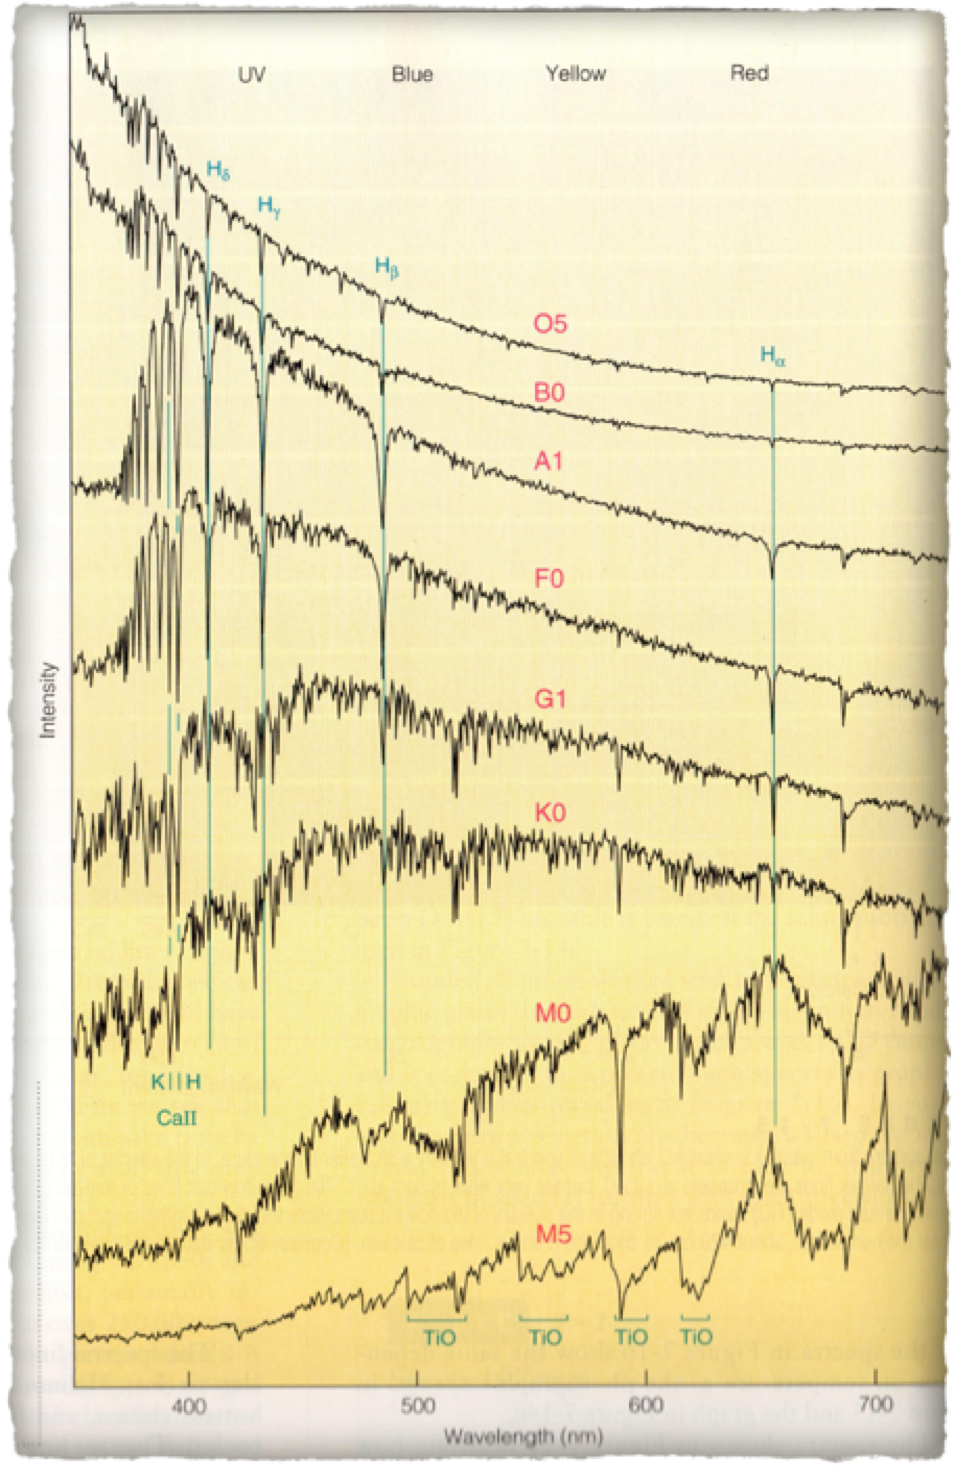 UV Blue Yellow Red
Hδ
Hγ
Hβ
O5
Hα
B0
A1
F0
G1
K0
M0
K H
CaII
M5
TiO TiO TiO TiO
400 500 600 700
Wavelength (nm)
Intensity